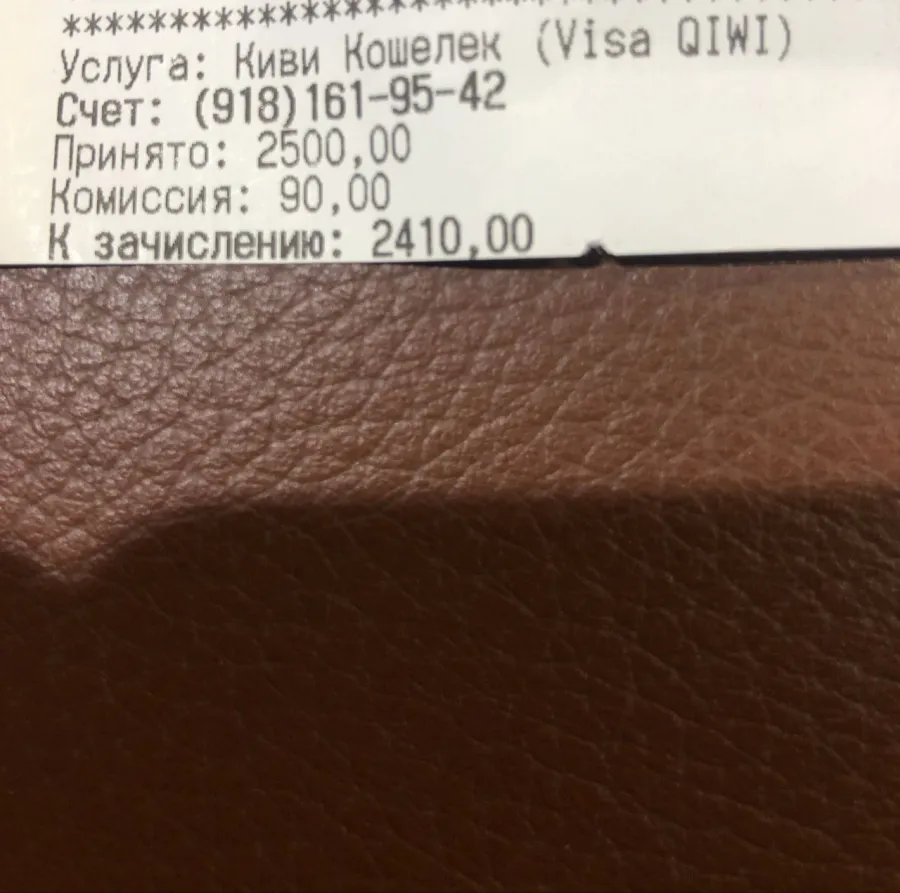 ************************************
Услуга: Киви Кошелек (Visa QIWI)
Счет: (918)161-95-42
Принято: 2500,00
Комиссия: 90,00
К зачислению: 2410,00